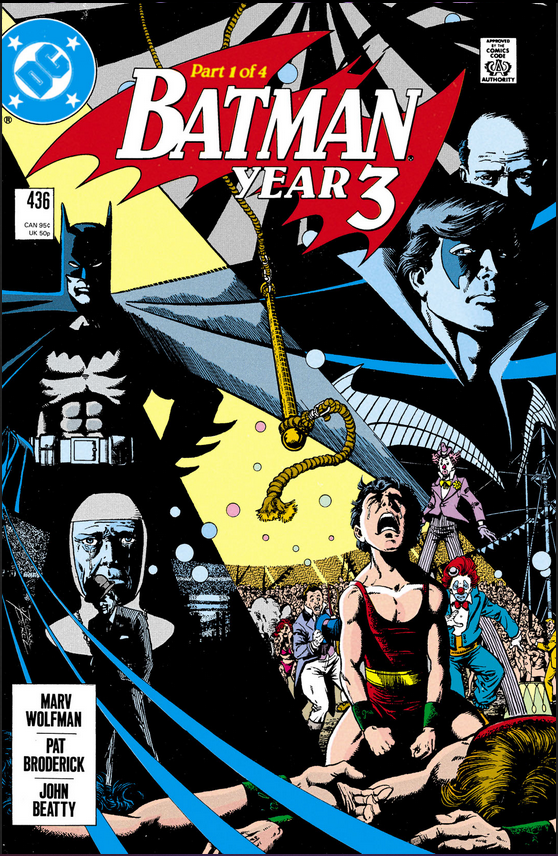 DC
®
Part 1 of 4
BATMAN
YEAR 3
APPROVED
BY THE
COMICS
CODE
AUTHORITY
436
CAN 95¢
UK 50p
MARV
WOLFMAN
PAT
BRODERICK
JOHN
BEATTY